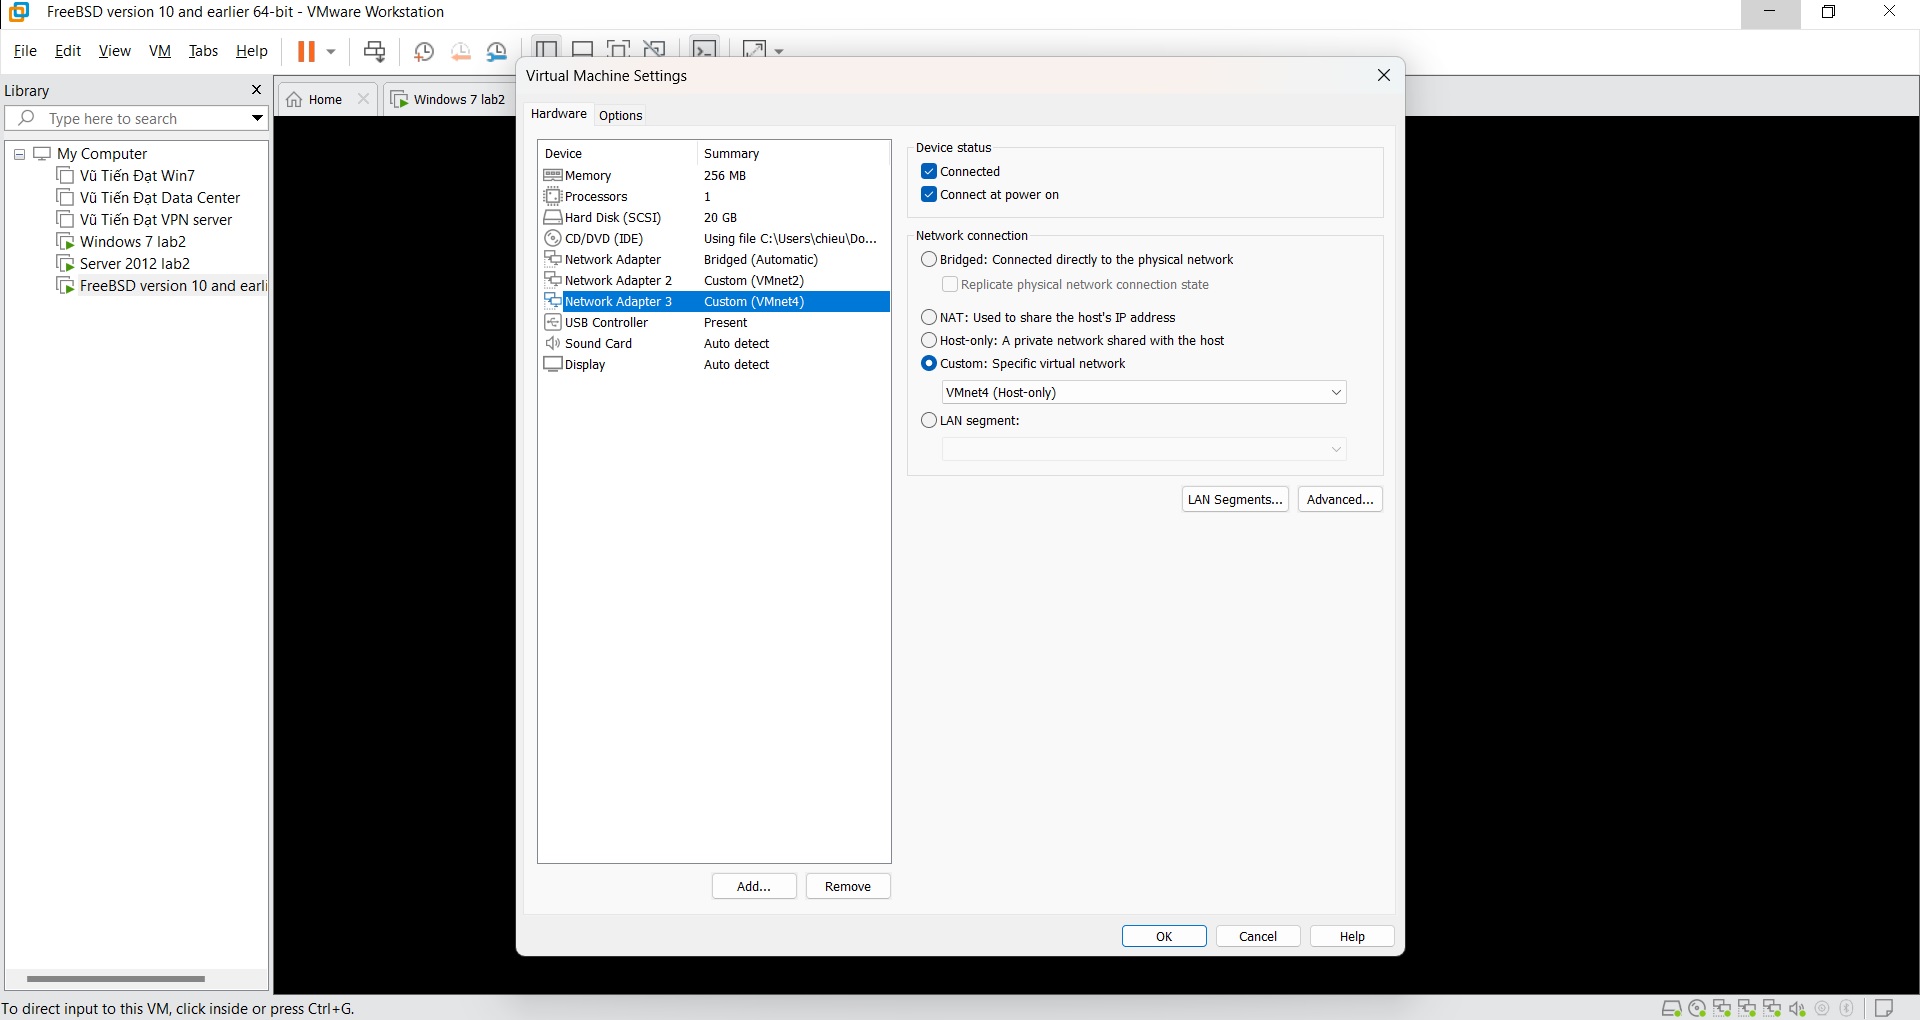 FreeBSD version 10 and earlier 64-bit - VMware Workstation
File Edit View VM Tabs Help
Library
Type here to search
My Computer
Vũ Tiến Đạt Win7
Vũ Tiến Đạt Data Center
Vũ Tiến Đạt VPN server
Windows 7 lab2
Server 2012 lab2
FreeBSD version 10 and earli
Home
Windows 7 lab2
Virtual Machine Settings
Hardware Options
Device Summary
Memory 256 MB
Processors 1
Hard Disk (SCSI) 20 GB
CD/DVD (IDE) Using file C:\Users\chieu\Do...
Network Adapter Bridged (Automatic)
Network Adapter 2 Custom (VMnet2)
Network Adapter 3 Custom (VMnet4)
USB Controller Present
Sound Card Auto detect
Display Auto detect
Add... Remove
Device status
Connected
Connect at power on
Network connection
Bridged: Connected directly to the physical network
Replicate physical network connection state
NAT: Used to share the host's IP address
Host-only: A private network shared with the host
Custom: Specific virtual network
VMnet4 (Host-only)
LAN segment:
LAN Segments... Advanced...
OK Cancel Help
To direct input to this VM, click inside or press Ctrl+G.